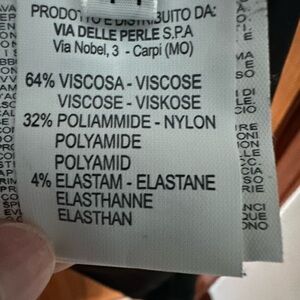 PRODOTTO E DISTRIBUITO DA:
VIA DELLE PERLE S.P.A
Via Nobel, 3 - Carpi (MO)
64% VISCOSA - VISCOSE
VISCOSE - VISKOSE
32% POLIAMMIDE - NYLON
POLYAMIDE
POLYAMID
4% ELASTAM - ELASTANE
ELASTHANNE
ELASTHAN